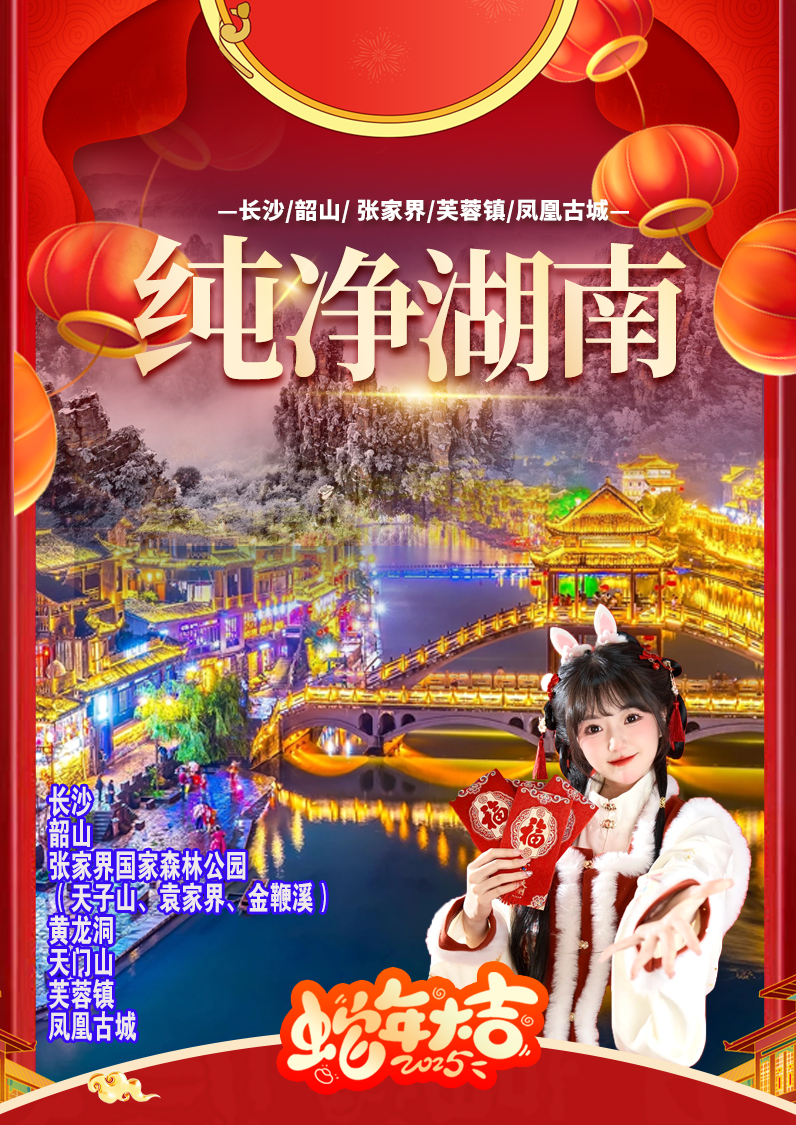 —长沙/韶山/ 张家界/芙蓉镇/凤凰古城—
纯净湖南
长沙
韶山
张家界国家森林公园
（天子山、袁家界、金鞭溪）
黄龙洞
天门山
芙蓉镇
凤凰古城
福
福
蛇年大吉
2025